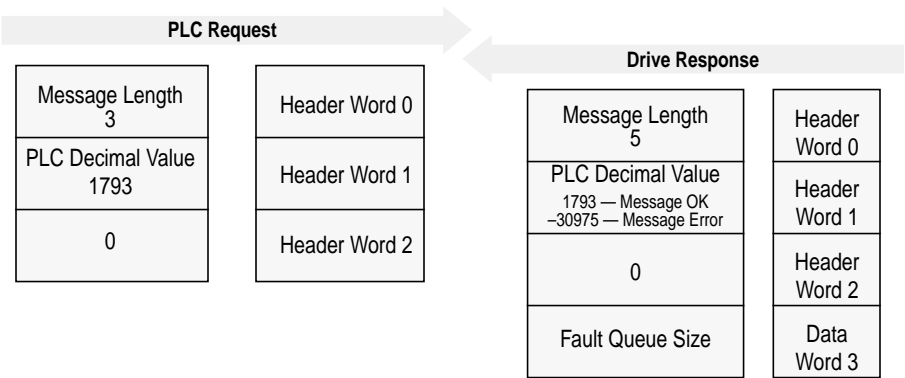 PLC Request
Message Length
3
PLC Decimal Value
1793
0
Header Word 0
Header Word 1
Header Word 2
Drive Response
Message Length
5
PLC Decimal Value
1793 — Message OK
–30975 — Message Error
0
Fault Queue Size
Header
Word 0
Header
Word 1
Header
Word 2
Data
Word 3